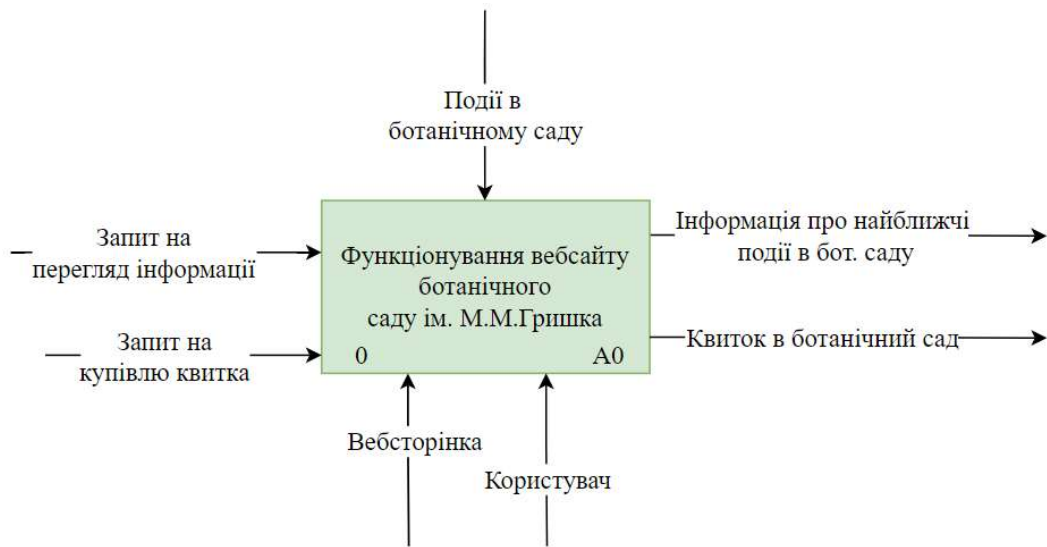 Події в
ботанічному саду
Запит на
перегляд інформації
Запит на
купівлю квитка
Функціонування вебсайту
ботанічного
саду ім. М.М.Гришка
0 A0
Інформація про найближчі
події в бот. саду
Квиток в ботанічний сад
Вебсторінка
Користувач